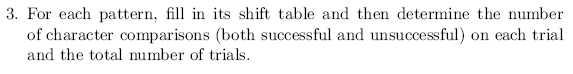 3. For each pattern, fill in its shift table and then determine the number
of character comparisons (both successful and unsuccessful) on each trial
and the total number of trials.